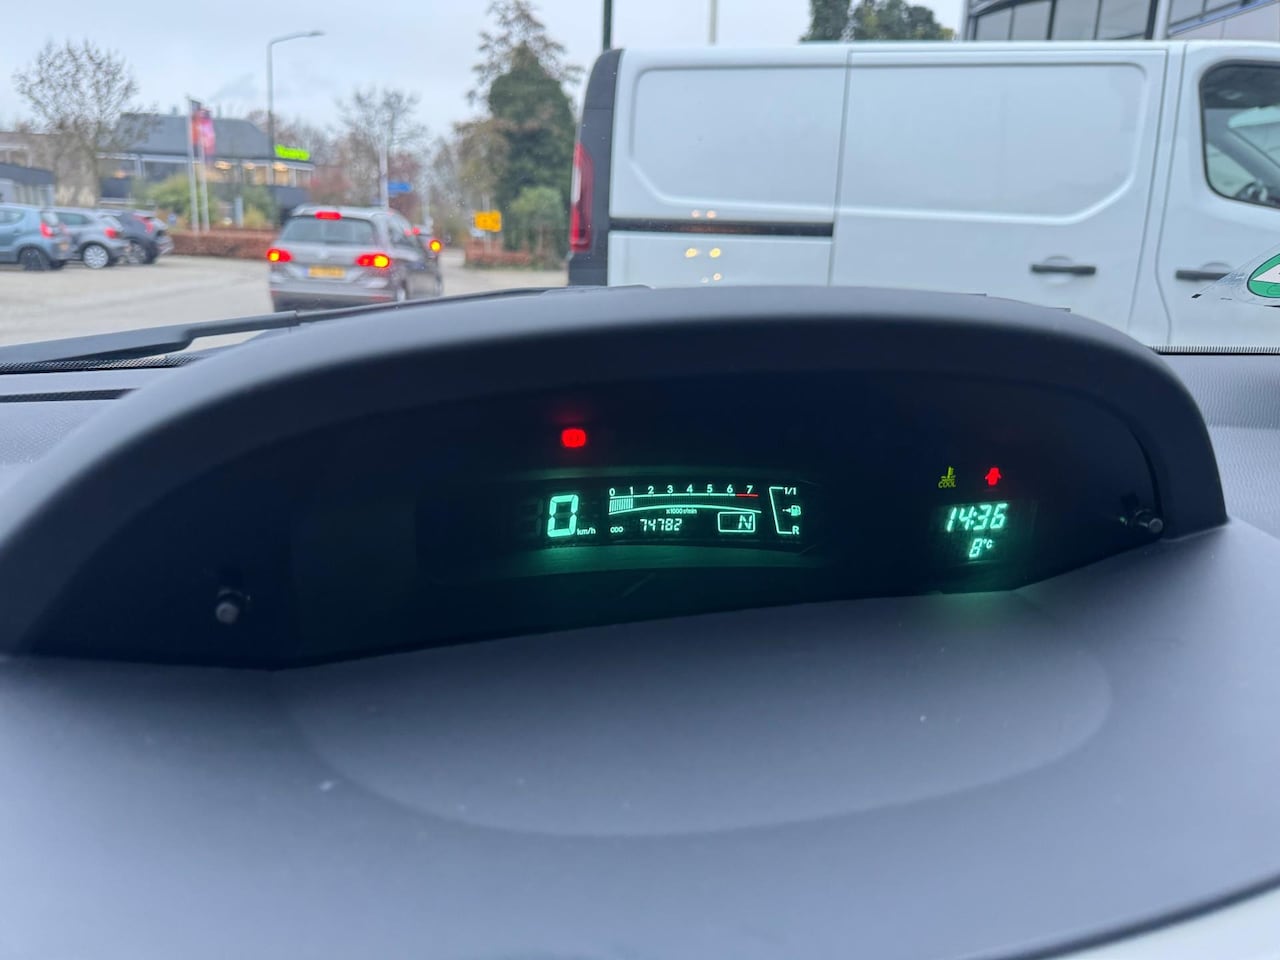 0 1 2 3 4 5 6 7
x1000r/min
0 km/h
ODO 74782
N
1/1
R
COOL
14:36
8°C